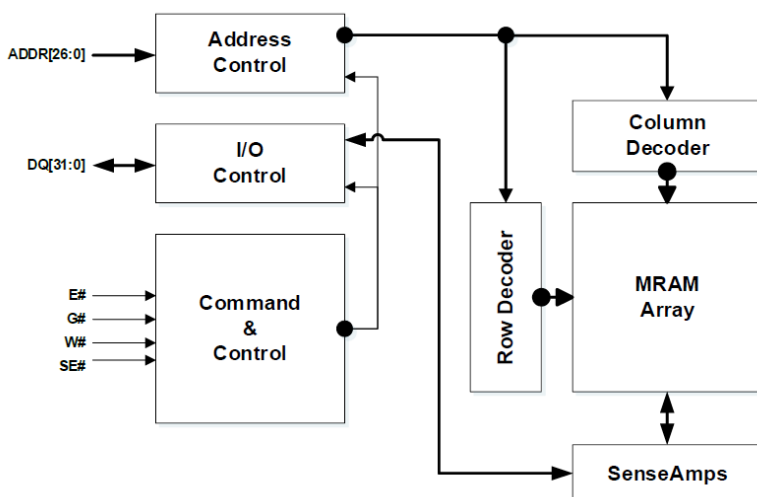 ADDR[26:0]
Address
Control
DQ[31:0]
I/O
Control
Column
Decoder
E#
G#
W#
SE#
Command
&
Control
Row Decoder
MRAM
Array
SenseAmps